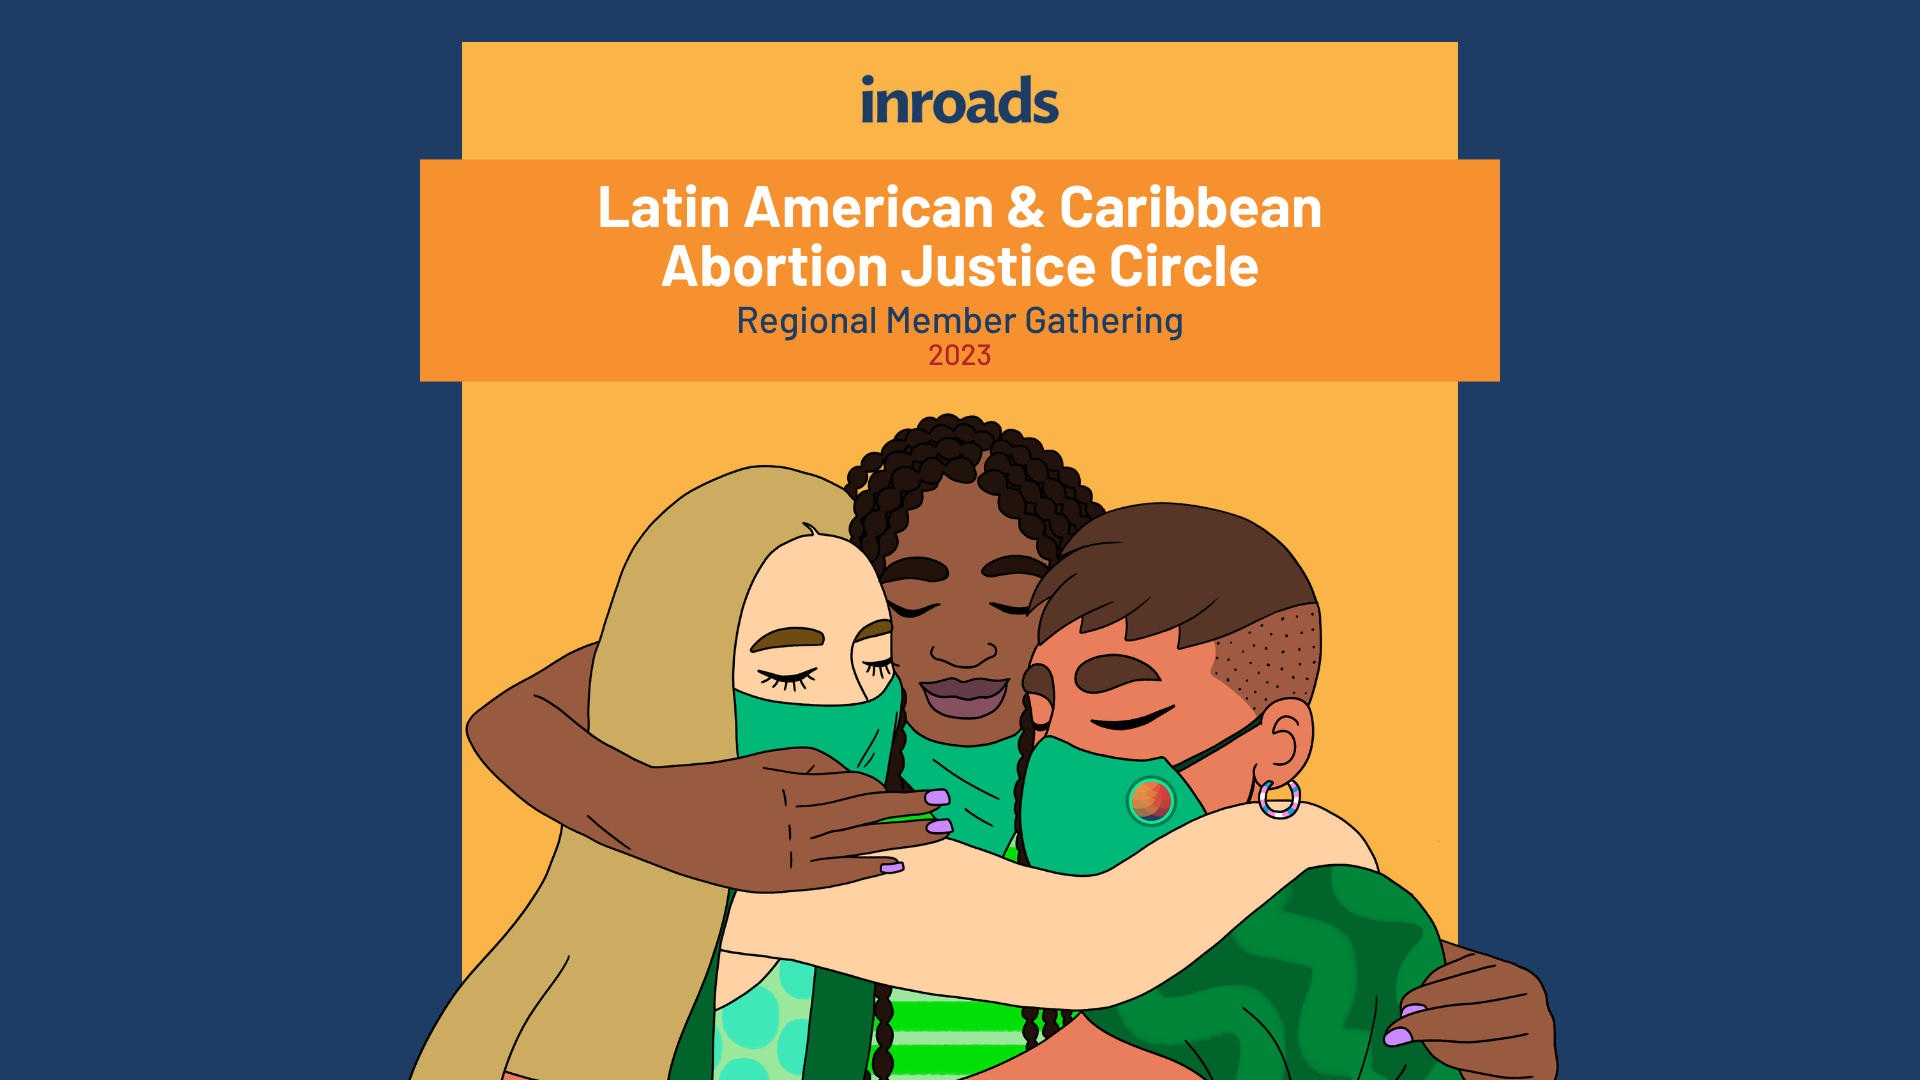 inroads
Latin American & Caribbean
Abortion Justice Circle
Regional Member Gathering
2023